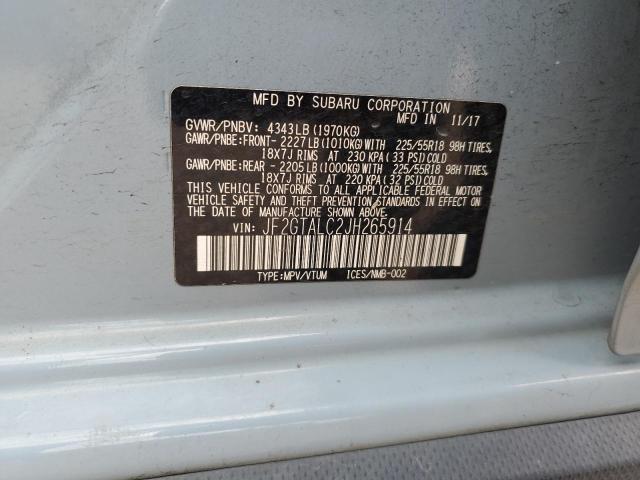 MFD BY SUBARU CORPORATION
MFD IN 11/17
GVWR/PNBV: 4343LB (1970KG)
GAWR/PNBE:FRONT- 2227LB (1010KG) WITH 225/55R18 98H TIRES,
18X7J RIMS AT 230 KPA (33 PSI) COLD
GAWR/PNBE:REAR - 2205LB (1000KG) WITH 225/55R18 98H TIRES,
18X7J RIMS AT 220 KPA (32 PSI) COLD
THIS VEHICLE CONFORMS TO ALL APPLICABLE FEDERAL MOTOR
VEHICLE SAFETY AND THEFT PREVENTION STANDARDS IN EFFECT ON
THE DATE OF MANUFACTURE SHOWN ABOVE.
VIN: JF2GTALC2JH265914
TYPE:MPV/VTUM ICES/NMB-002